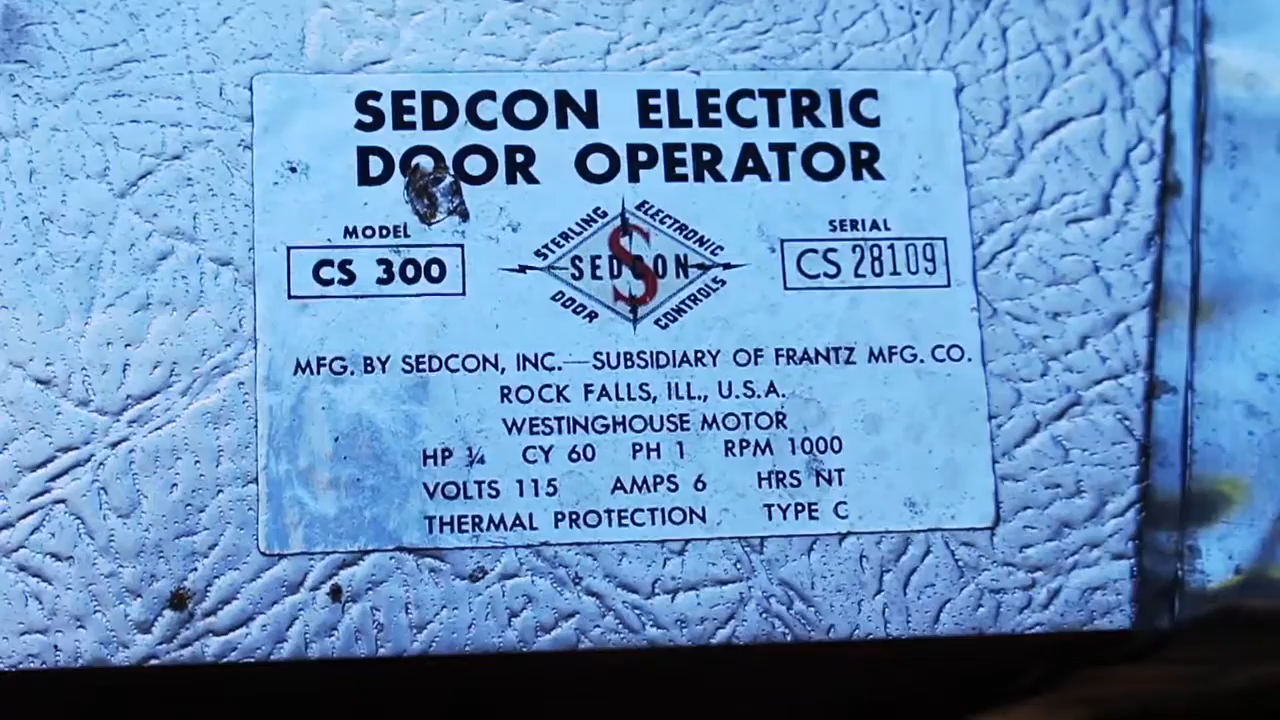 SEDCON ELECTRIC
DOOR OPERATOR
MODEL
CS 300
STERLING ELECTRONIC
SEDCON
DOOR CONTROLS
SERIAL
CS 28109
MFG. BY SEDCON, INC.—SUBSIDIARY OF FRANTZ MFG. CO.
ROCK FALLS, ILL., U.S.A.
WESTINGHOUSE MOTOR
HP ¼ CY 60 PH 1 RPM 1000
VOLTS 115 AMPS 6 HRS NT
THERMAL PROTECTION TYPE C